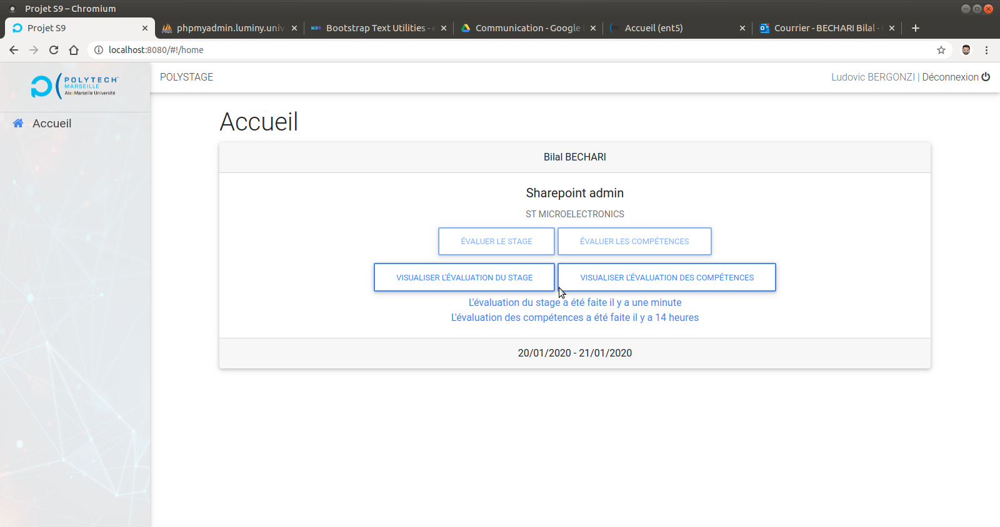 Projet S9 – Chromium
Projet S9
phpmyadmin.luminy.univ
Bootstrap Text Utilities -
Communication - Google
Accueil (ent5)
Courrier - BECHARI Bilal -
localhost:8080/#!/home
POLYTECH
MARSEILLE
Aix-Marseille Université
POLYSTAGE
Ludovic BERGONZI | Déconnexion
Accueil
Accueil
Bilal BECHARI
Sharepoint admin
ST MICROELECTRONICS
ÉVALUER LE STAGE
ÉVALUER LES COMPÉTENCES
VISUALISER L'ÉVALUATION DU STAGE
VISUALISER L'ÉVALUATION DES COMPÉTENCES
L'évaluation du stage a été faite il y a une minute
L'évaluation des compétences a été faite il y a 14 heures
20/01/2020 - 21/01/2020